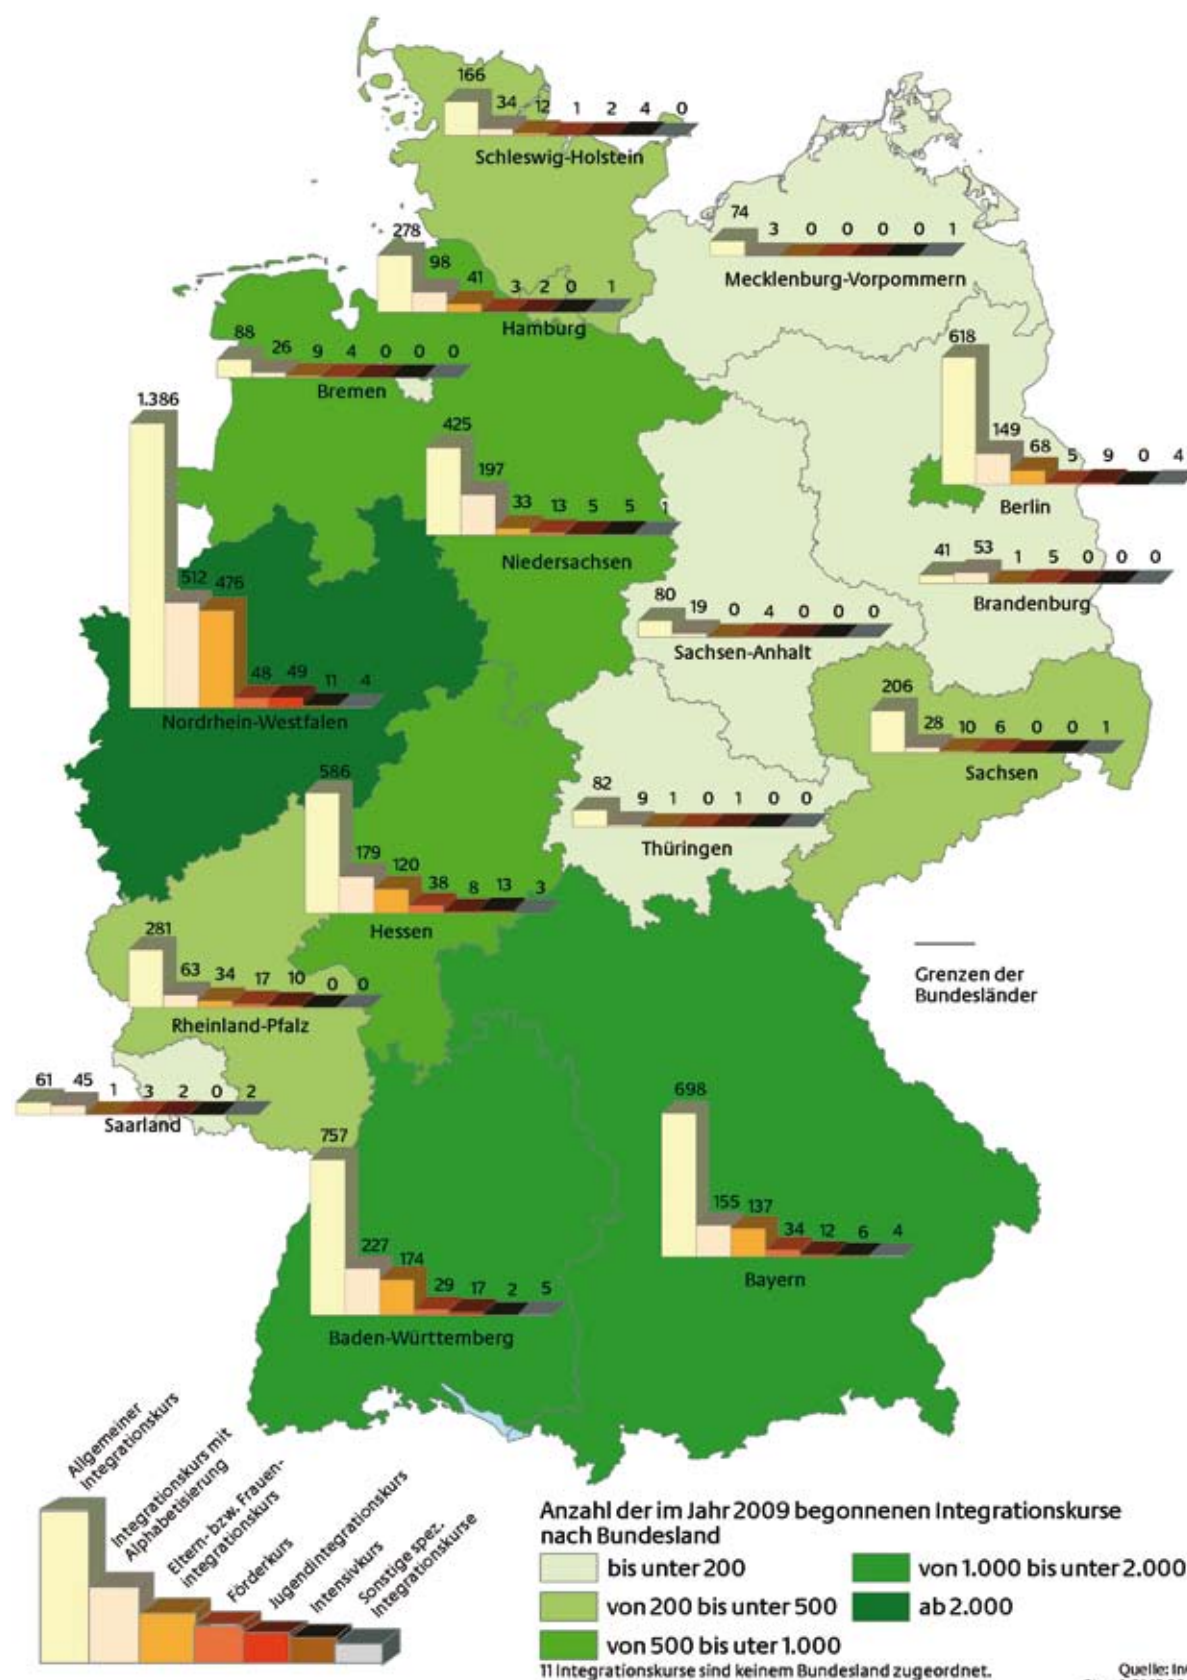 166 34 12 1 2 4 0
Schleswig-Holstein
74 3 0 0 0 0 1
Mecklenburg-Vorpommern
278 98 41 3 2 0 1
Hamburg
88 26 9 4 0 0 0
Bremen
618 149 68 5 9 0 4
Berlin
1.386 512 476 48 49 11 4
Nordrhein-Westfalen
425 197 33 13 5 5 1
Niedersachsen
41 53 1 5 0 0 0
Brandenburg
80 19 0 4 0 0 0
Sachsen-Anhalt
206 28 10 6 0 0 1
Sachsen
586 179 120 38 8 13 3
Hessen
82 9 1 0 1 0 0
Thüringen
281 63 34 17 10 0 0
Rheinland-Pfalz
Grenzen der
Bundesländer
61 45 1 3 2 0 2
Saarland
757 227 174 29 17 2 5
Baden-Württemberg
698 155 137 34 12 6 4
Bayern
Allgemeiner
Integrationskurs
Integrationskurs mit
Alphabetisierung
Eltern- bzw. Frauen-
integrationskurs
Förderkurs
Jugendintegrationskurs
Intensivkurs
Sonstige spez.
Integrationskurse
Anzahl der im Jahr 2009 begonnenen Integrationskurse
nach Bundesland
bis unter 200
von 200 bis unter 500
von 500 bis uter 1.000
von 1.000 bis unter 2.000
ab 2.000
11 Integrationskurse sind keinem Bundesland zugeordnet.
Quelle: